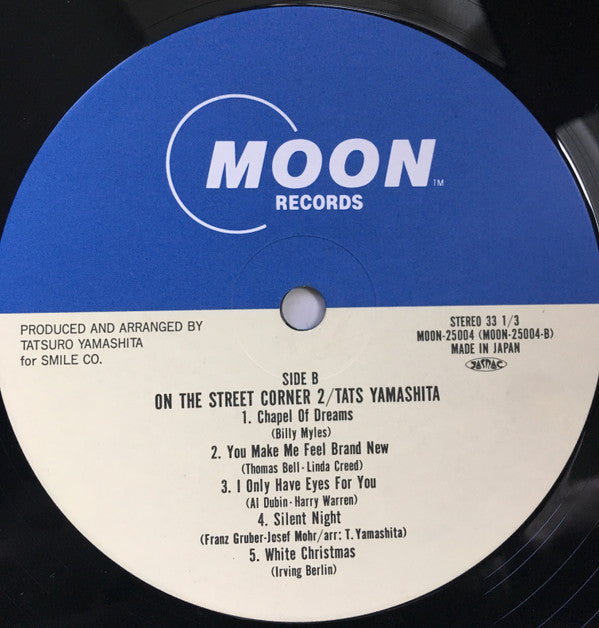 MOON
TM
RECORDS
PRODUCED AND ARRANGED BY
TATSURO YAMASHITA
for SMILE CO.
STEREO 33 1/3
MOON-25004 (MOON-25004-B)
MADE IN JAPAN
JASRAC
SIDE B
ON THE STREET CORNER 2/TATS YAMASHITA
1. Chapel Of Dreams
(Billy Myles)
2. You Make Me Feel Brand New
(Thomas Bell-Linda Creed)
3. I Only Have Eyes For You
(Al Dubin-Harry Warren)
4. Silent Night
(Franz Gruber-Josef Mohr/arr: T. Yamashita)
5. White Christmas
(Irving Berlin)